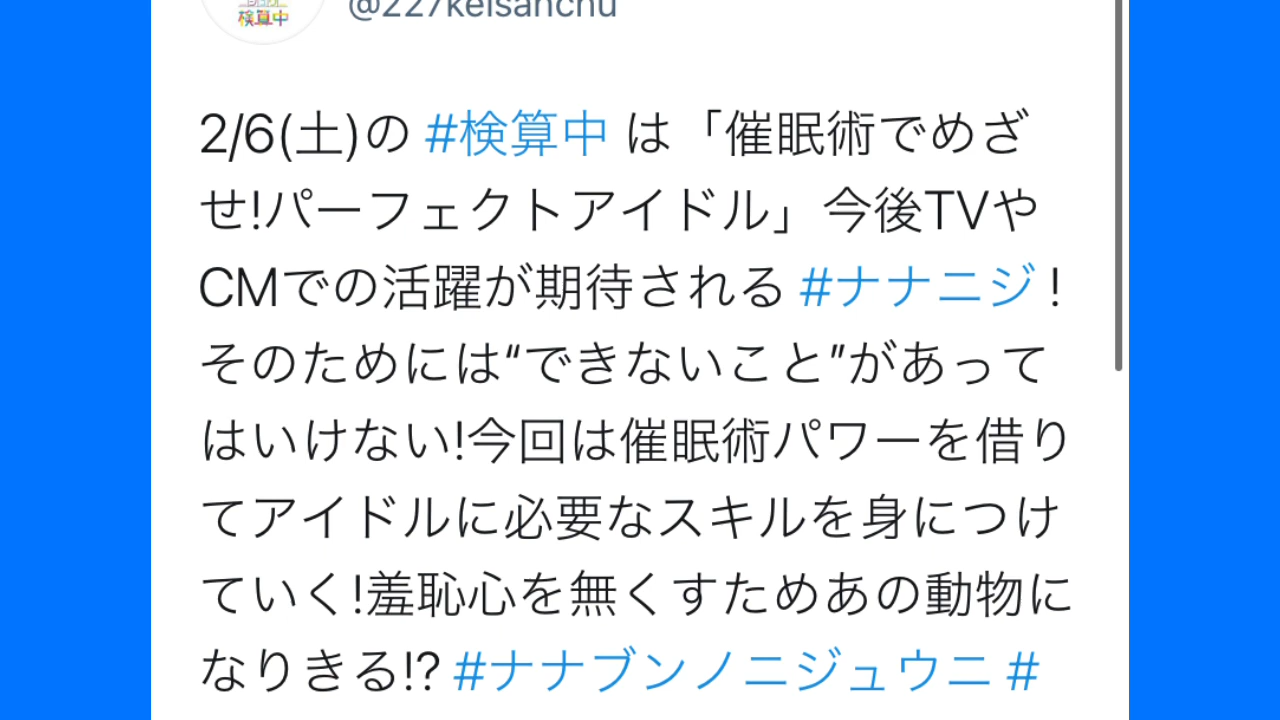 検算中
@227keisanchu
2/6(土)の #検算中 は「催眠術でめざ
せ!パーフェクトアイドル」今後TVや
CMでの活躍が期待される #ナナニジ !
そのためには“できないこと”があって
はいけない!今回は催眠術パワーを借り
てアイドルに必要なスキルを身につけ
ていく!羞恥心を無くすためあの動物に
なりきる!? #ナナブンノニジュウニ #